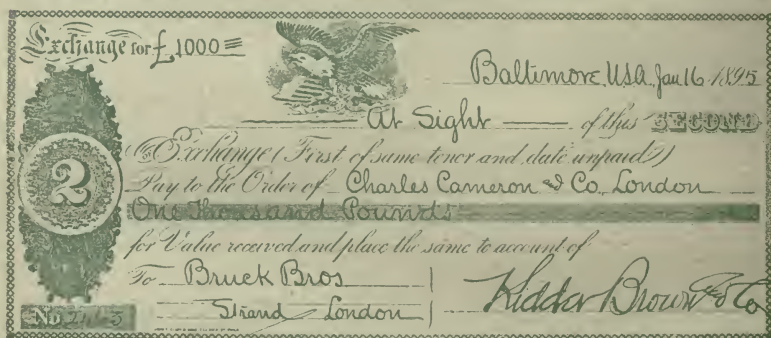 Exchange for £1000=
Baltimore, USA. Jan 16 1895
At Sight of this SECOND
of Exchange (First of same tenor and date unpaid)
Pay to the Order of Charles Cameron & Co. London
One Thousand Pounds
2
for Value received and place the same to account of
To Bruck Bros
Strand London
Kidder Brown & Co
No